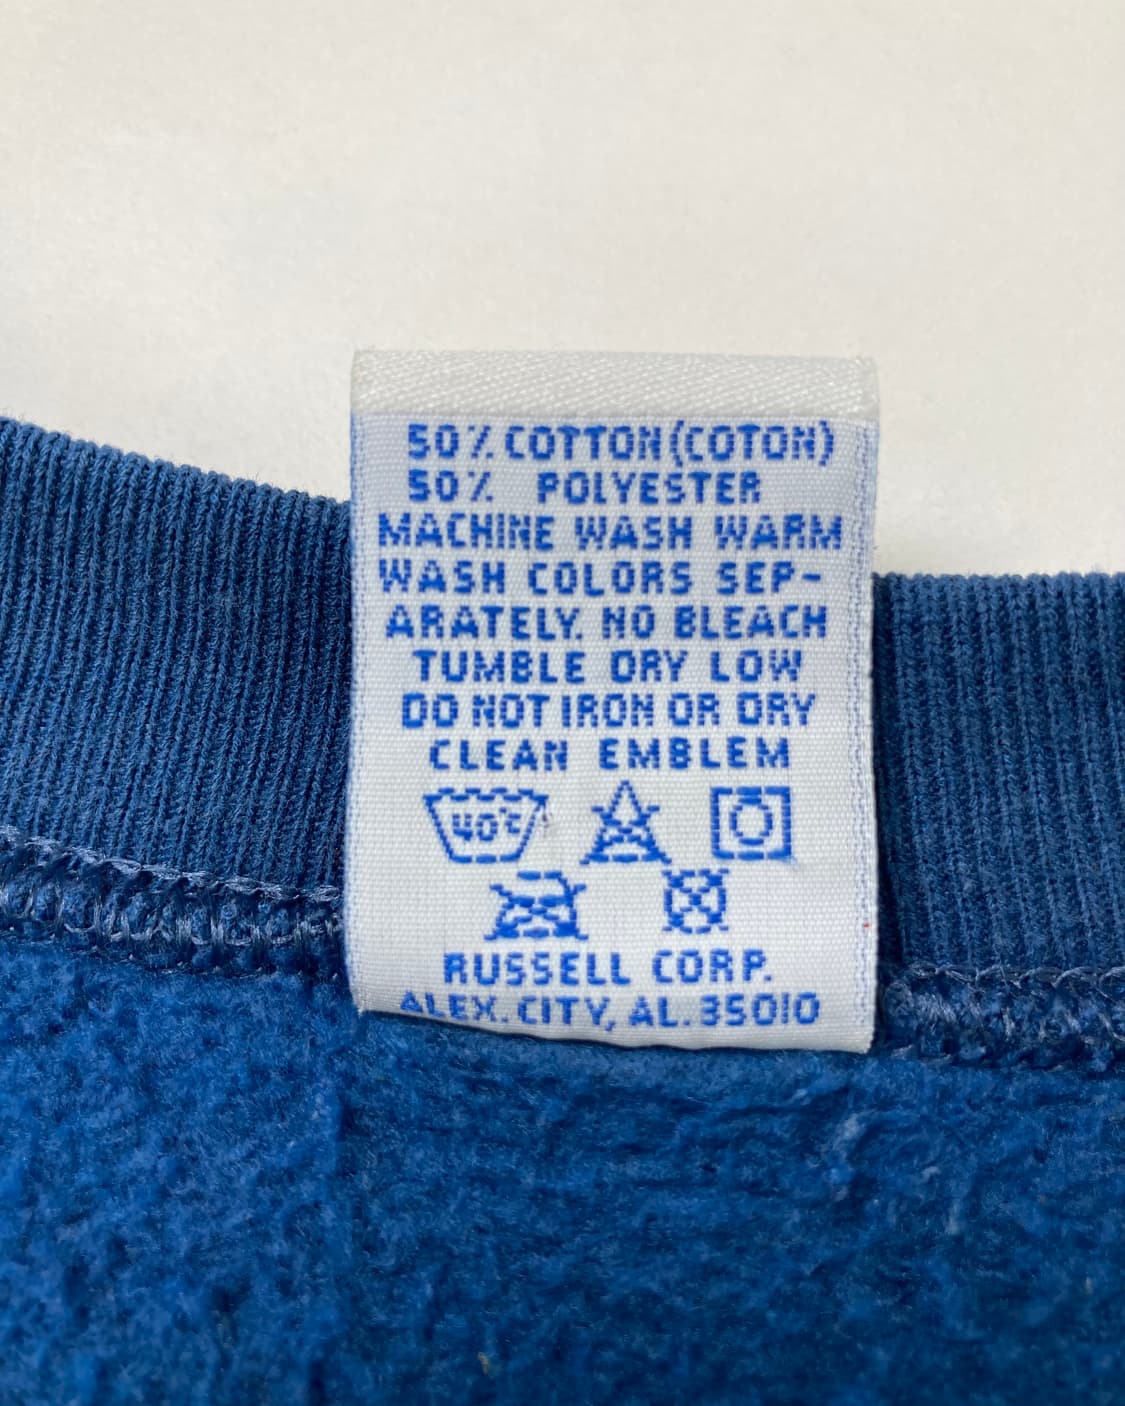 50% COTTON (COTON)
50% POLYESTER
MACHINE WASH WARM
WASH COLORS SEP-
ARATELY. NO BLEACH
TUMBLE DRY LOW
DO NOT IRON OR DRY
CLEAN EMBLEM
40°C
RUSSELL CORP.
ALEX. CITY, AL. 35010